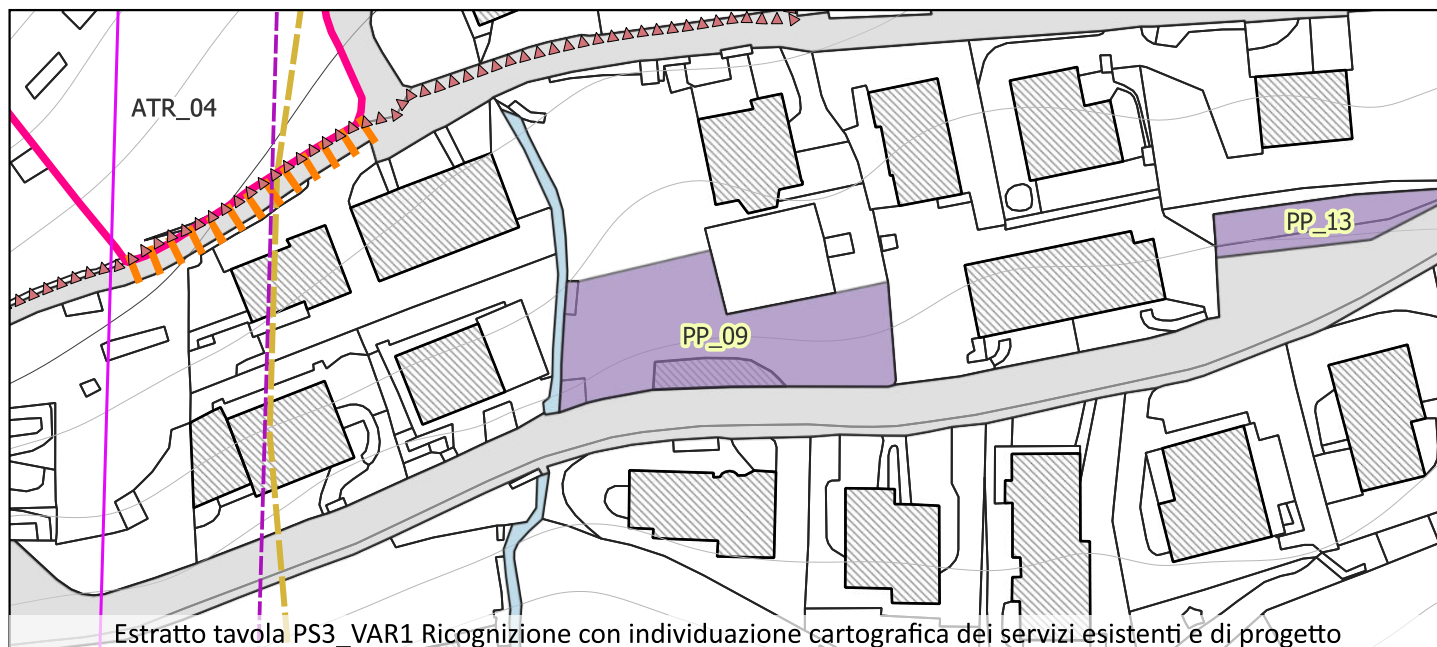 ATR_04
PP_13
PP_09
Estratto tavola PS3_VAR1 Ricognizione con individuazione cartografica dei servizi esistenti e di progetto